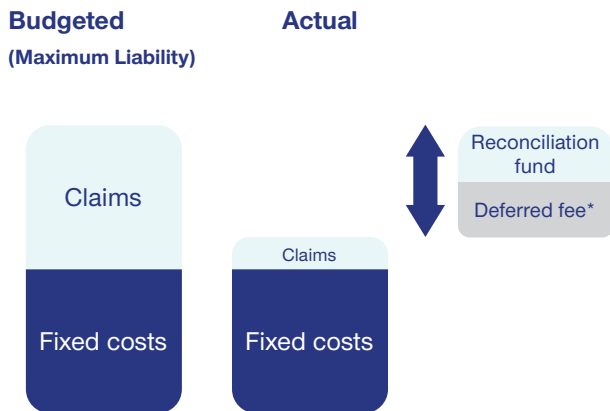 Budgeted
(Maximum Liability)
Actual
Claims
Fixed costs
Claims
Fixed costs
Reconciliation
fund
Deferred fee*